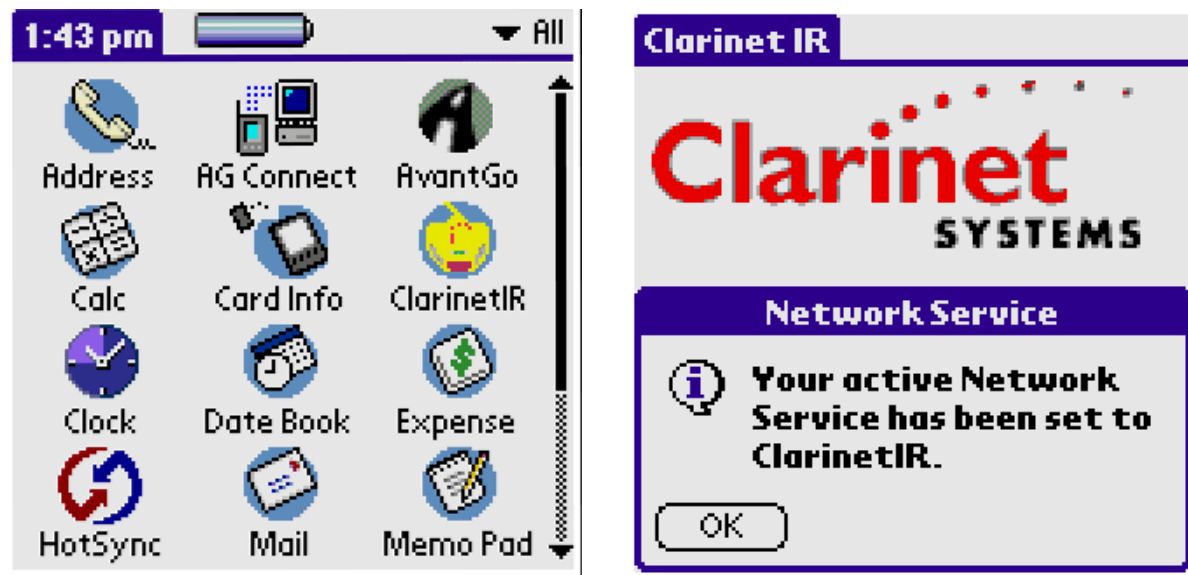 1:43 pm
All
Address
AG Connect
AvantGo
Calc
Card Info
ClarinetIR
Clock
Date Book
Expense
HotSync
Mail
Memo Pad
Clarinet IR
Clarinet
SYSTEMS
Network Service
Your active Network
Service has been set to
ClarinetIR.
OK